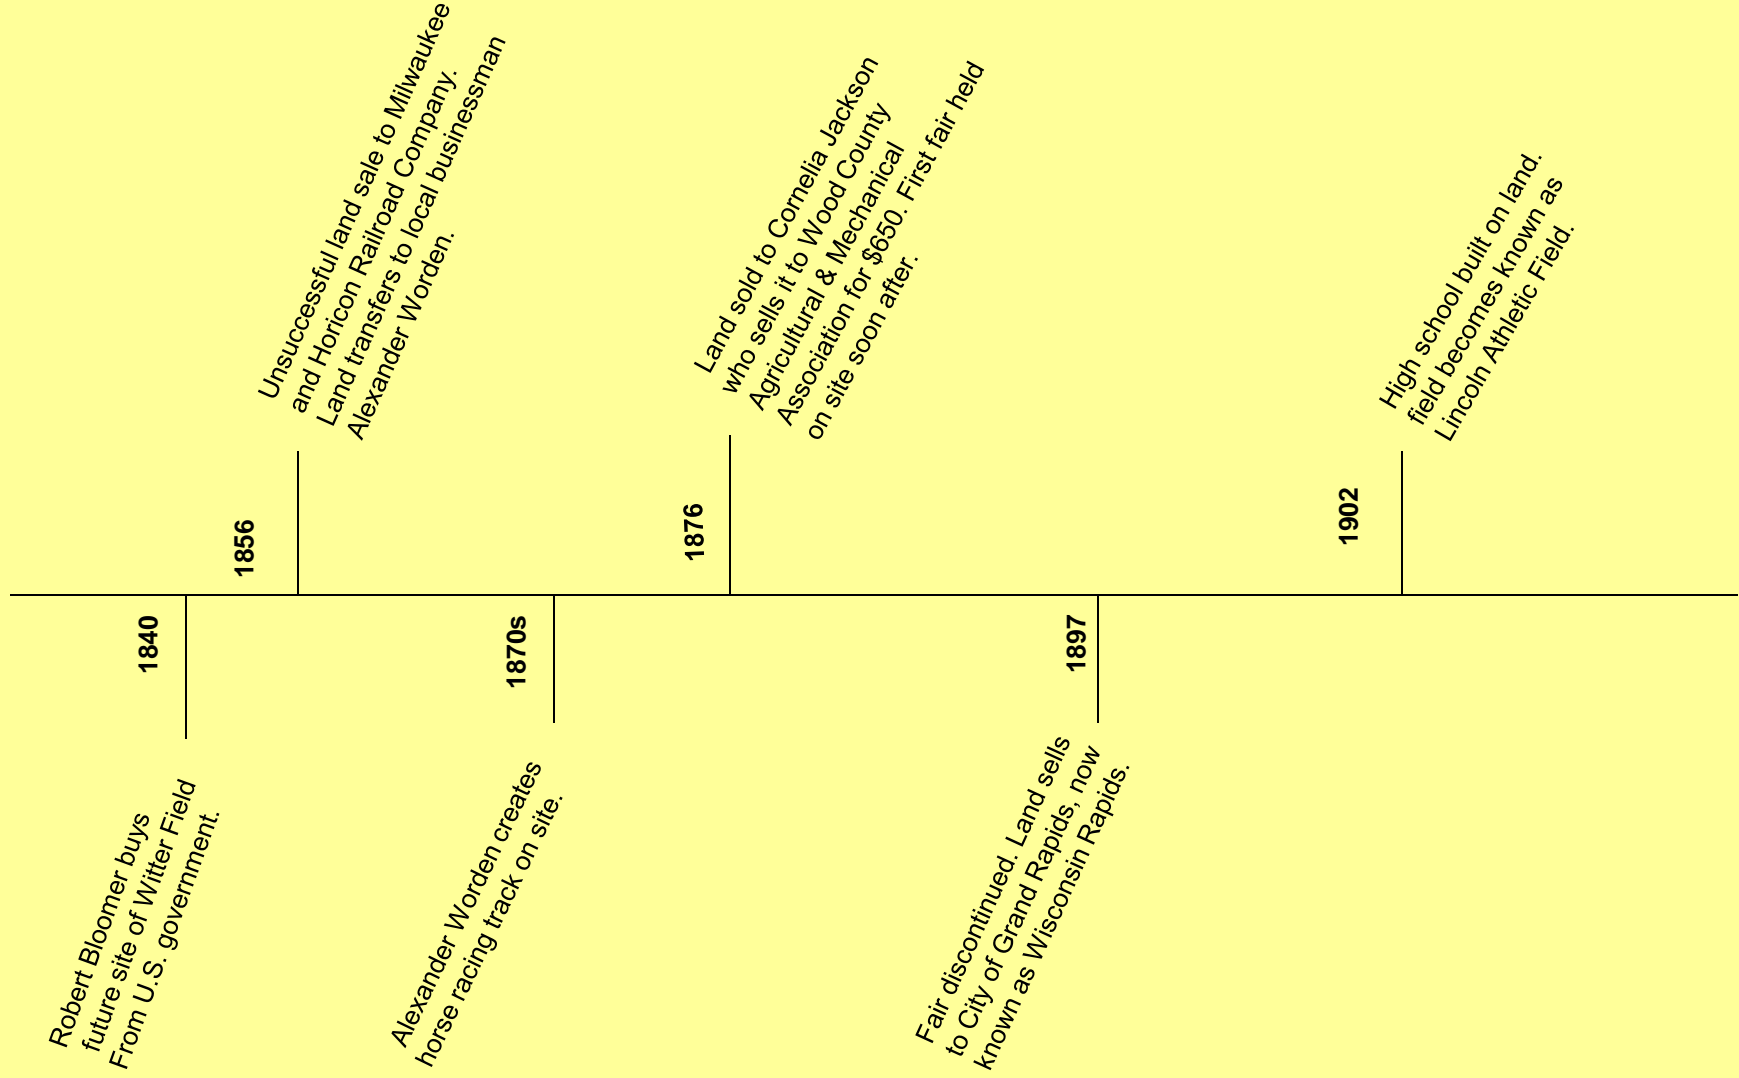 1840
Robert Bloomer buys
future site of Witter Field
From U.S. government.
1856
Unsuccessful land sale to Milwaukee
and Horicon Railroad Company.
Land transfers to local businessman
Alexander Worden.
1870s
Alexander Worden creates
horse racing track on site.
1876
Land sold to Cornelia Jackson
who sells it to Wood County
Agricultural & Mechanical
Association for $650. First fair held
on site soon after.
1897
Fair discontinued. Land sells
to City of Grand Rapids, now
known as Wisconsin Rapids.
1902
High school built on land.
field becomes known as
Lincoln Athletic Field.